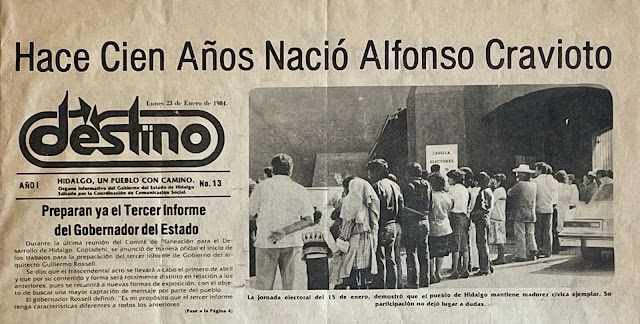 Hace Cien Años Nació Alfonso Cravioto
Lunes 23 de Enero de 1984.
destino
AÑO I
HIDALGO, UN PUEBLO CON CAMINO.
Organo Informativo del Gobierno del Estado de Hidalgo
Editado por la Coordinación de Comunicación Social.
No. 13
Preparan ya el Tercer Informe
del Gobernador del Estado
Durante la última reunión del Comité de Planeación para el De-
sarrollo de Hidalgo, Copladehi, se anunció de manera oficial el inicio de
los trabajos para la preparación del tercer informe de Gobierno del ar-
quitecto Guillermo Rossell.
Se dijo que el trascendental acto se llevará a cabo el primero de abril
y que por su contenido y forma será totalmente distinto en relación a los
anteriores, pues se recurrirá a nuevas formas de exposición, con el obje-
to de buscar una mayor captación de mensaje por parte del pueblo.
El gobernador Rossell definió: "Es mi propósito que el tercer informe
tenga características diferentes a todos los anteriores"
(Pase a la Página 4)
CASILLA
ELECTORAL
La jornada electoral del 15 de enero, demostró que el pueblo de Hidalgo mantiene madurez cívica ejemplar. Su
participación no dejó lugar a dudas.